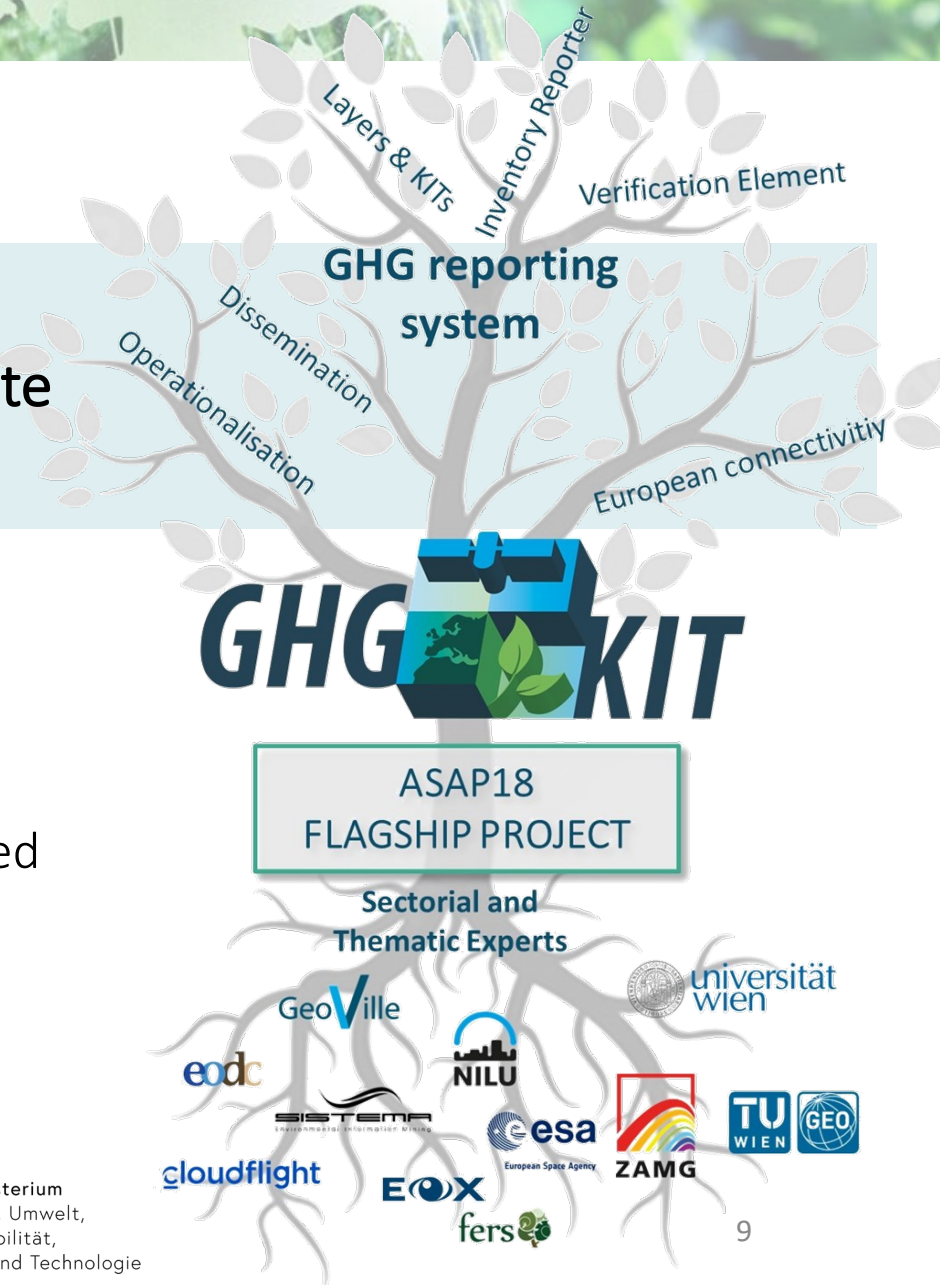 Layers & KITs
Inventory Reporter
Verification Element
GHG reporting
system
Dissemination
Operationalisation
te
European connectivitiy
GHG KIT
ASAP18
FLAGSHIP PROJECT
ed
Sectorial and
Thematic Experts
GeoVille
universität
wien
eodc
NILU
SISTEMA
Environmental Information Mining
esa
European Space Agency
ZAMG
TU
WIEN
GEO
cloudflight
EOX
fers
9
sterium
Umwelt,
bilität,
nd Technologie